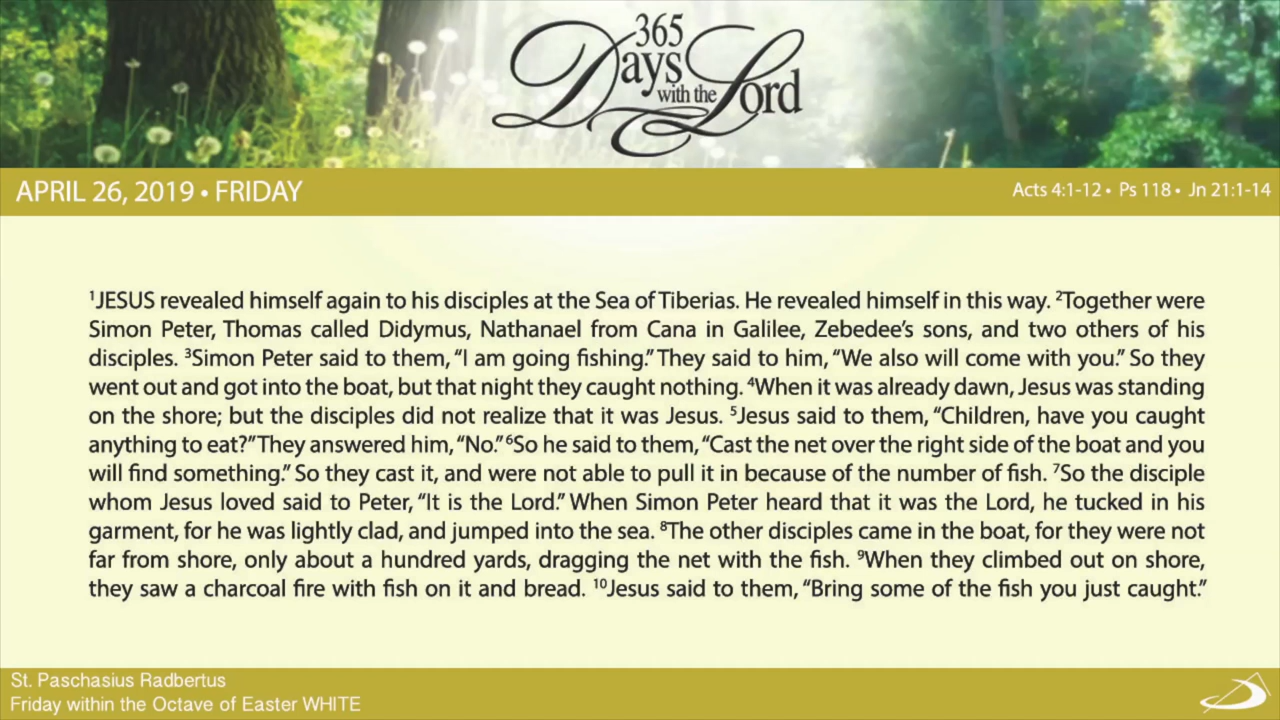 365
Days
with the
Lord
APRIL 26, 2019 • FRIDAY
Acts 4:1-12 • Ps 118 • Jn 21:1-14
¹JESUS revealed himself again to his disciples at the Sea of Tiberias. He revealed himself in this way. ²Together were
Simon Peter, Thomas called Didymus, Nathanael from Cana in Galilee, Zebedee’s sons, and two others of his
disciples. ³Simon Peter said to them, “I am going fishing.” They said to him, “We also will come with you.” So they
went out and got into the boat, but that night they caught nothing. ⁴When it was already dawn, Jesus was standing
on the shore; but the disciples did not realize that it was Jesus. ⁵Jesus said to them, “Children, have you caught
anything to eat?” They answered him, “No.” ⁶So he said to them, “Cast the net over the right side of the boat and you
will find something.” So they cast it, and were not able to pull it in because of the number of fish. ⁷So the disciple
whom Jesus loved said to Peter, “It is the Lord.” When Simon Peter heard that it was the Lord, he tucked in his
garment, for he was lightly clad, and jumped into the sea. ⁸The other disciples came in the boat, for they were not
far from shore, only about a hundred yards, dragging the net with the fish. ⁹When they climbed out on shore,
they saw a charcoal fire with fish on it and bread. ¹⁰Jesus said to them, “Bring some of the fish you just caught.”
St. Paschasius Radbertus
Friday within the Octave of Easter WHITE